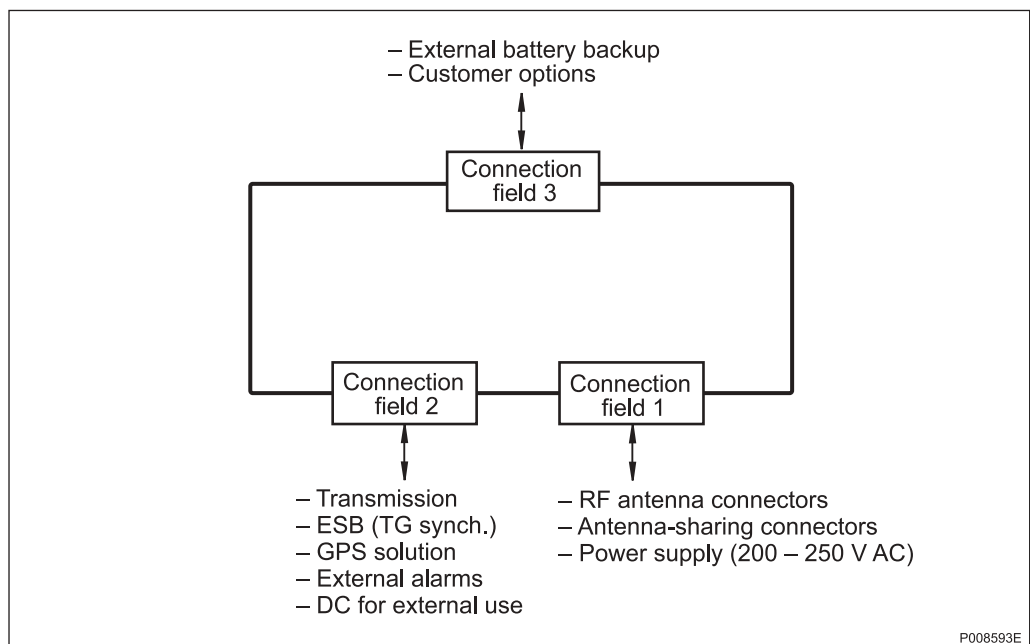 – External battery backup
– Customer options
Connection
field 3
Connection
field 2
Connection
field 1
– Transmission
– ESB (TG synch.)
– GPS solution
– External alarms
– DC for external use
– RF antenna connectors
– Antenna-sharing connectors
– Power supply (200 – 250 V AC)
P008593E